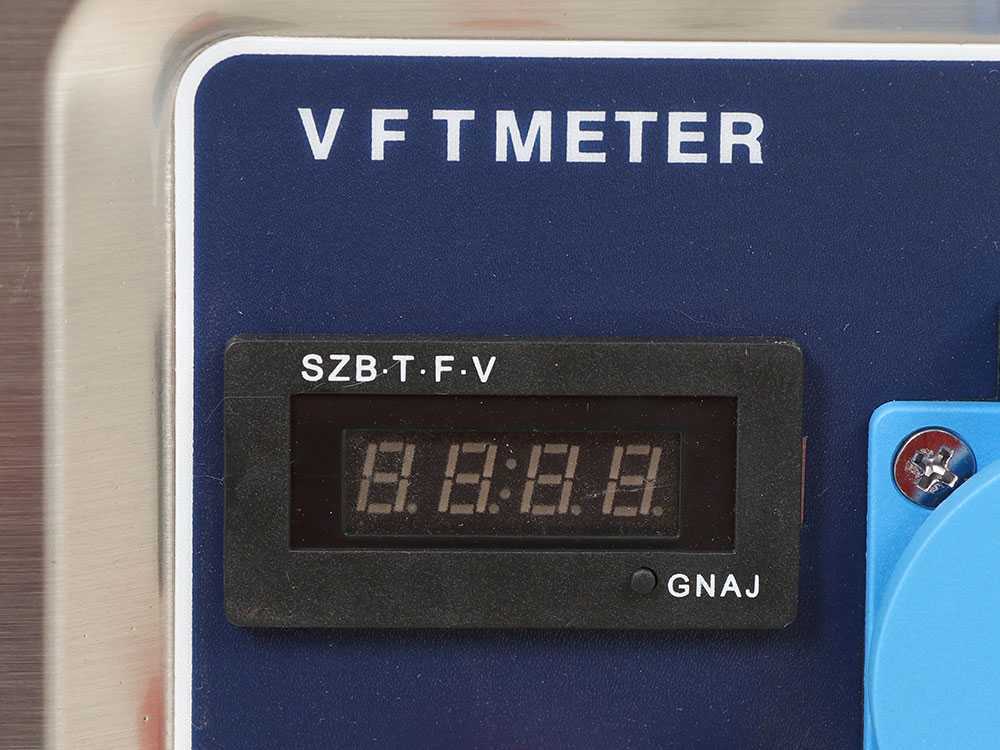 V F T METER
SZB·T·F·V
GNAJ